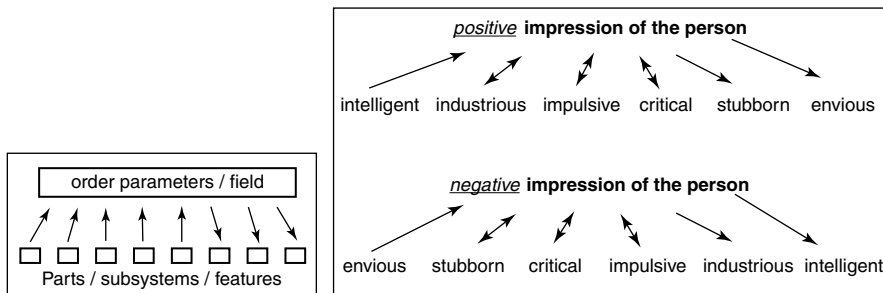 positive impression of the person
intelligent industrious impulsive critical stubborn envious
order parameters / field
Parts / subsystems / features
negative impression of the person
envious stubborn critical impulsive industrious intelligent